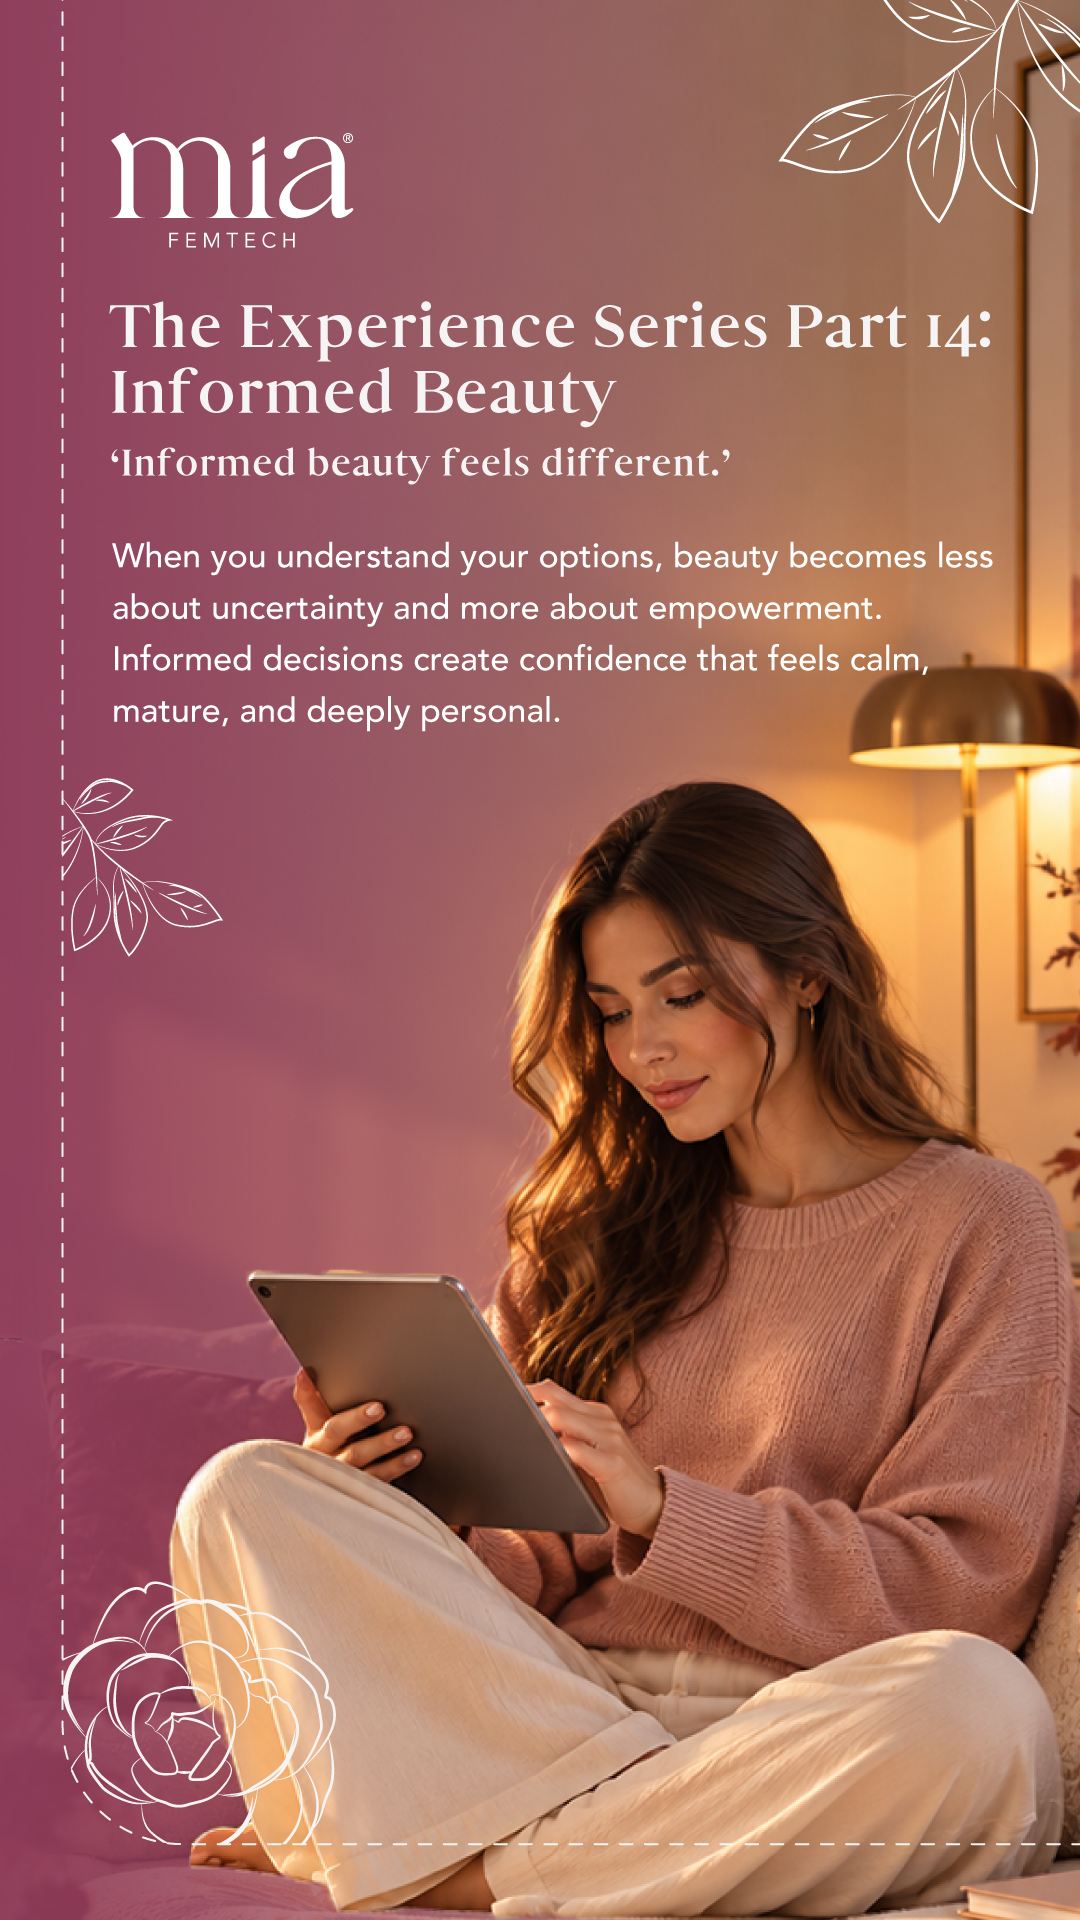 mia®
FEMTECH
The Experience Series Part 14:
Informed Beauty
‘Informed beauty feels different.’
When you understand your options, beauty becomes less
about uncertainty and more about empowerment.
Informed decisions create confidence that feels calm,
mature, and deeply personal.